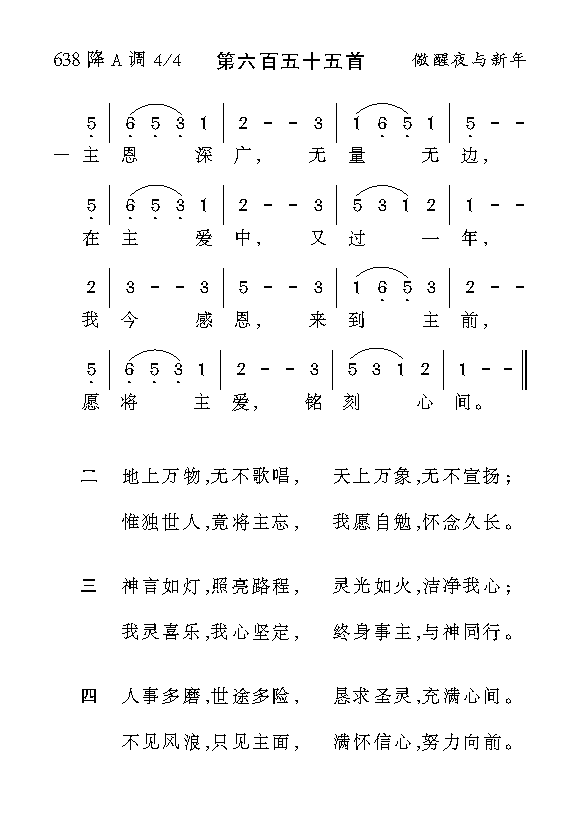 638 降 A 调 4/4 第六百五十五首 儆醒夜与新年
5 | 6 5 3 1 | 2 - - 3 | 1 6 5 1 | 5 - -
一 主 恩 深 广， 无 量 无 边，
5 | 6 5 3 1 | 2 - - 3 | 5 3 1 2 | 1 - -
在 主 爱 中， 又 过 一 年，
2 | 3 - - 3 | 5 - - 3 | 1 6 5 3 | 2 - -
我 今 感 恩， 来 到 主 前，
5 | 6 5 3 1 | 2 - - 3 | 5 3 1 2 | 1 - - ‖
愿 将 主 爱， 铭 刻 心 间。
二 地上万物，无不歌唱， 天上万象，无不宣扬；
惟独世人，竟将主忘， 我愿自勉，怀念久长。
三 神言如灯，照亮路程， 灵光如火，洁净我心；
我灵喜乐，我心坚定， 终身事主，与神同行。
四 人事多磨，世途多险， 恳求圣灵，充满心间。
不见风浪，只见主面， 满怀信心，努力向前。